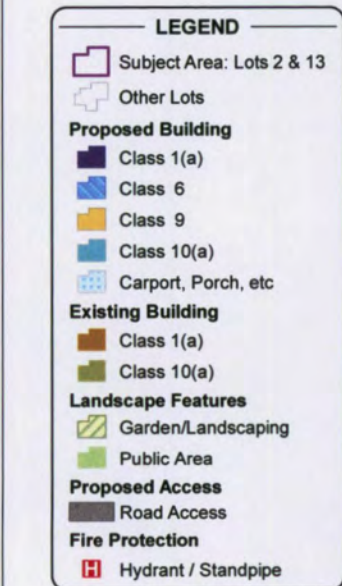 LEGEND
Subject Area: Lots 2 & 13
Other Lots
Proposed Building
Class 1(a)
Class 6
Class 9
Class 10(a)
Carport, Porch, etc
Existing Building
Class 1(a)
Class 10(a)
Landscape Features
Garden/Landscaping
Public Area
Proposed Access
Road Access
Fire Protection
H Hydrant / Standpipe